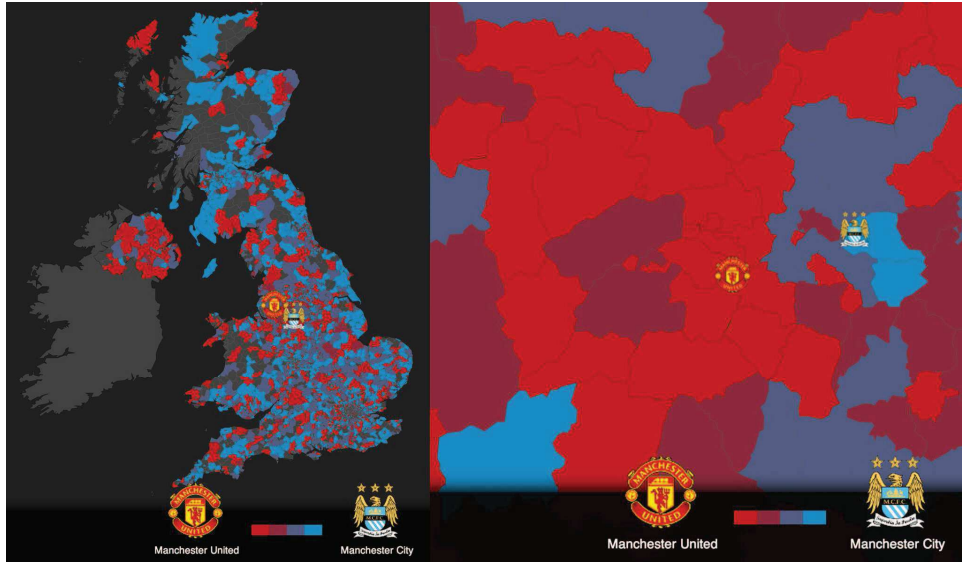 MANCHESTER
UNITED
Manchester United
M.C.F.C.
Manchester City
MANCHESTER
UNITED
Manchester United
M.C.F.C.
Manchester City